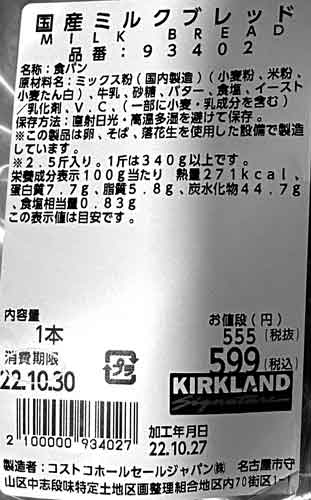 国産ミルクブレッド
MILK BREAD
品番：93402
名称：食パン
原材料名：ミックス粉(国内製造)(小麦粉、米粉、
小麦たん白)、牛乳、砂糖、バター、食塩、イースト
/乳化剤、V.C.、(一部に小麦・乳成分を含む)
保存方法：直射日光・高温多湿を避けて保存。
※この製品は卵、そば、落花生を使用した設備で製造
しています。
※2.5斤入り。1斤は340g以上です。
栄養成分表示100g当たり 熱量271kcal、
蛋白質7.7g、脂質5.8g、炭水化物44.7g
、食塩相当量0.83g
この表示値は目安です。
内容量 お値段(円)
1本 555(税抜)
消費期限 599(税込)
22.10.30 プラ KIRKLAND
Signature
2 100000 934027
加工年月日
22.10.27
製造者：コストコホールセールジャパン㈱ 名古屋市守
山区中志段味特定土地区画整理組合地区内70街区1-1